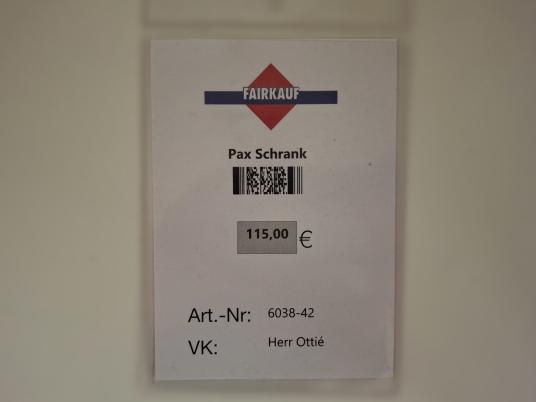 FAIRKAUF
Pax Schrank
115,00 €
Art.-Nr: 6038-42
VK: Herr Ottié